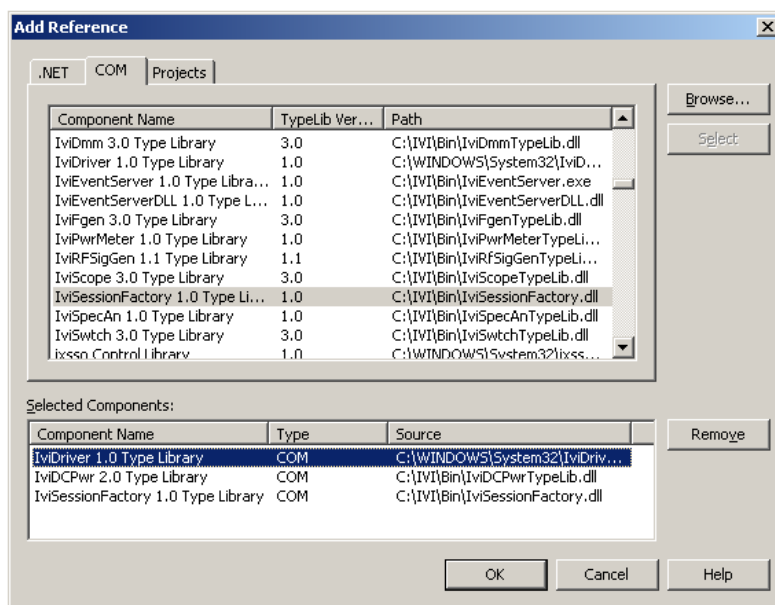 Add Reference
.NET COM Projects
Component Name TypeLib Ver... Path
IviDmm 3.0 Type Library 3.0 C:\IVI\Bin\IviDmmTypeLib.dll
IviDriver 1.0 Type Library 1.0 C:\WINDOWS\System32\IviD...
IviEventServer 1.0 Type Libra... 1.0 C:\IVI\Bin\IviEventServer.exe
IviEventServerDLL 1.0 Type L... 1.0 C:\IVI\Bin\IviEventServerDLL.dll
IviFgen 3.0 Type Library 3.0 C:\IVI\Bin\IviFgenTypeLib.dll
IviPwrMeter 1.0 Type Library 1.0 C:\IVI\Bin\IviPwrMeterTypeLi...
IviRFSigGen 1.1 Type Library 1.1 C:\IVI\Bin\IviRfSigGenTypeLi...
IviScope 3.0 Type Library 3.0 C:\IVI\Bin\IviScopeTypeLib.dll
IviSessionFactory 1.0 Type Li... 1.0 C:\IVI\Bin\IviSessionFactory.dll
IviSpecAn 1.0 Type Library 1.0 C:\IVI\Bin\IviSpecAnTypeLib.dll
IviSwtch 3.0 Type Library 3.0 C:\IVI\Bin\IviSwtchTypeLib.dll
ixsso Control Library 1.0 C:\WINDOWS\System32\ixss...
Browse...
Select
Selected Components:
Component Name Type Source
IviDriver 1.0 Type Library COM C:\WINDOWS\System32\IviDriv...
IviDCPwr 2.0 Type Library COM C:\IVI\Bin\IviDCPwrTypeLib.dll
IviSessionFactory 1.0 Type Library COM C:\IVI\Bin\IviSessionFactory.dll
Remove
OK Cancel Help